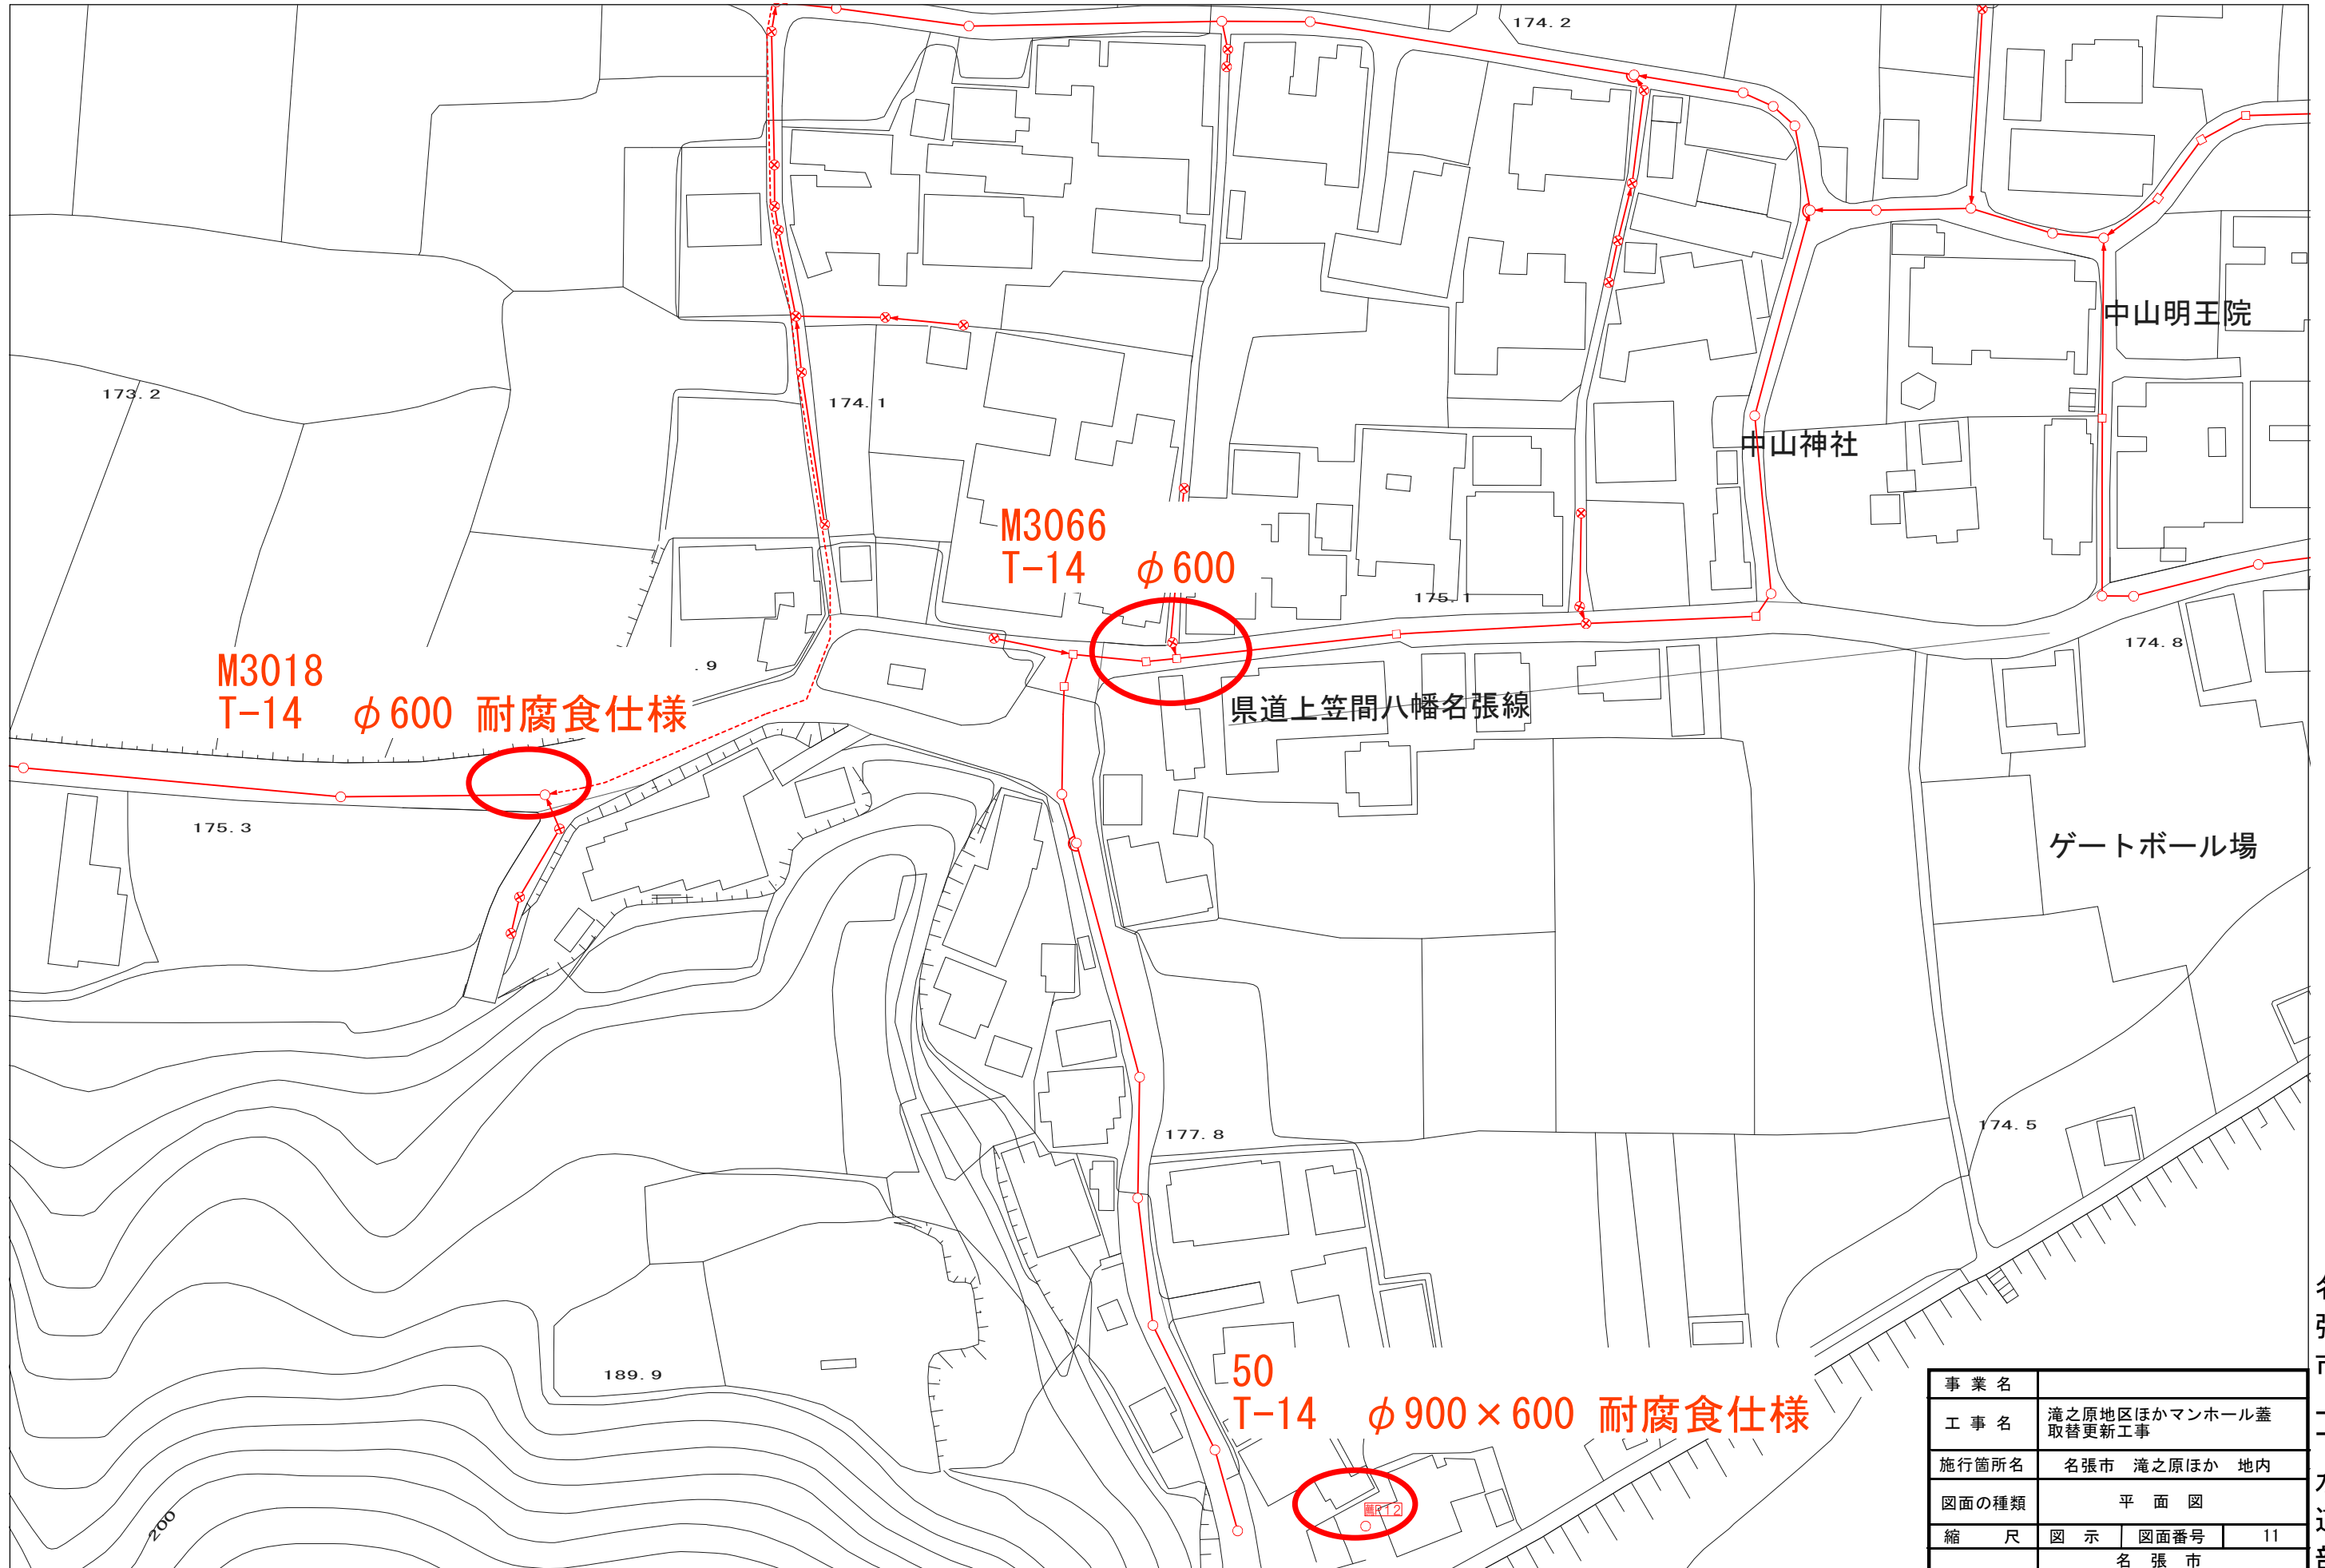 174.2
中山明王院
173.2
174.1
中山神社
M3066
T-14 φ600
175.1
174.8
M3018
T-14 φ600 耐腐食仕様
.9
県道上笠間八幡名張線
175.3
ゲートボール場
177.8
174.5
189.9
50
T-14 φ900×600 耐腐食仕様
200
事業名
工事名 滝之原地区ほかマンホール蓋
取替更新工事
施行箇所名 名張市 滝之原ほか 地内
図面の種類 平面図
縮尺 図示 図面番号 11
名張市